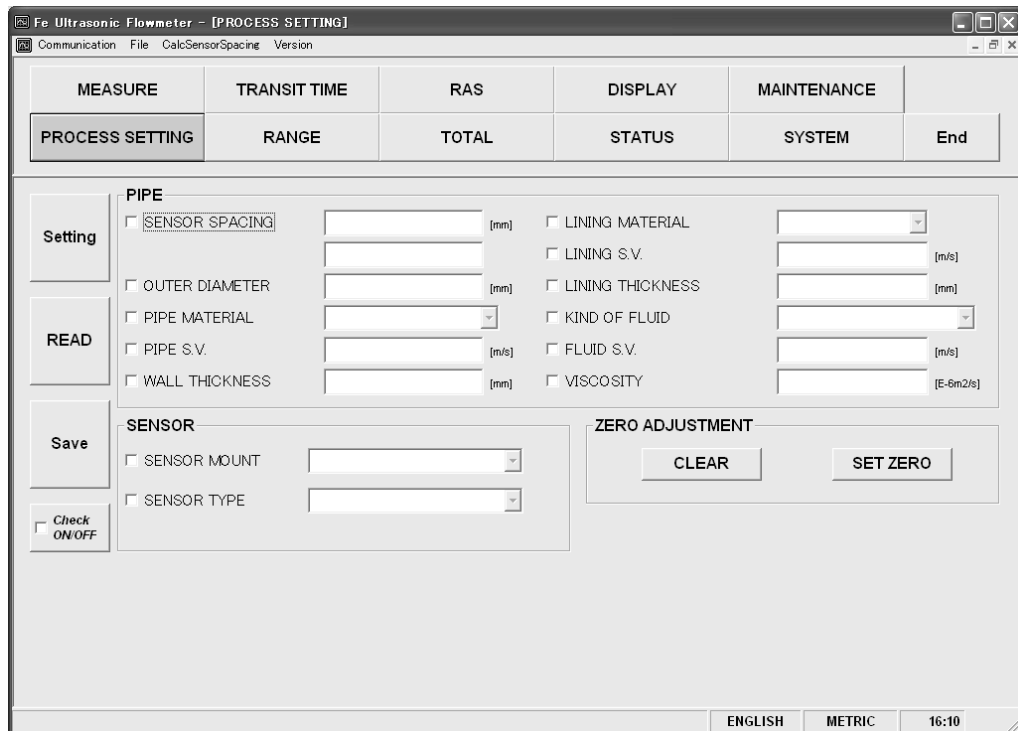 Fe Ultrasonic Flowmeter - [PROCESS SETTING]
Communication File CalcSensorSpacing Version
MEASURE TRANSIT TIME RAS DISPLAY MAINTENANCE
PROCESS SETTING RANGE TOTAL STATUS SYSTEM End
Setting
READ
Save
Check ON/OFF
PIPE
SENSOR SPACING [mm]
OUTER DIAMETER [mm]
PIPE MATERIAL
PIPE S.V. [m/s]
WALL THICKNESS [mm]
LINING MATERIAL
LINING S.V. [m/s]
LINING THICKNESS [mm]
KIND OF FLUID
FLUID S.V. [m/s]
VISCOSITY [E-6m2/s]
SENSOR
SENSOR MOUNT
SENSOR TYPE
ZERO ADJUSTMENT
CLEAR SET ZERO
ENGLISH METRIC 16:10